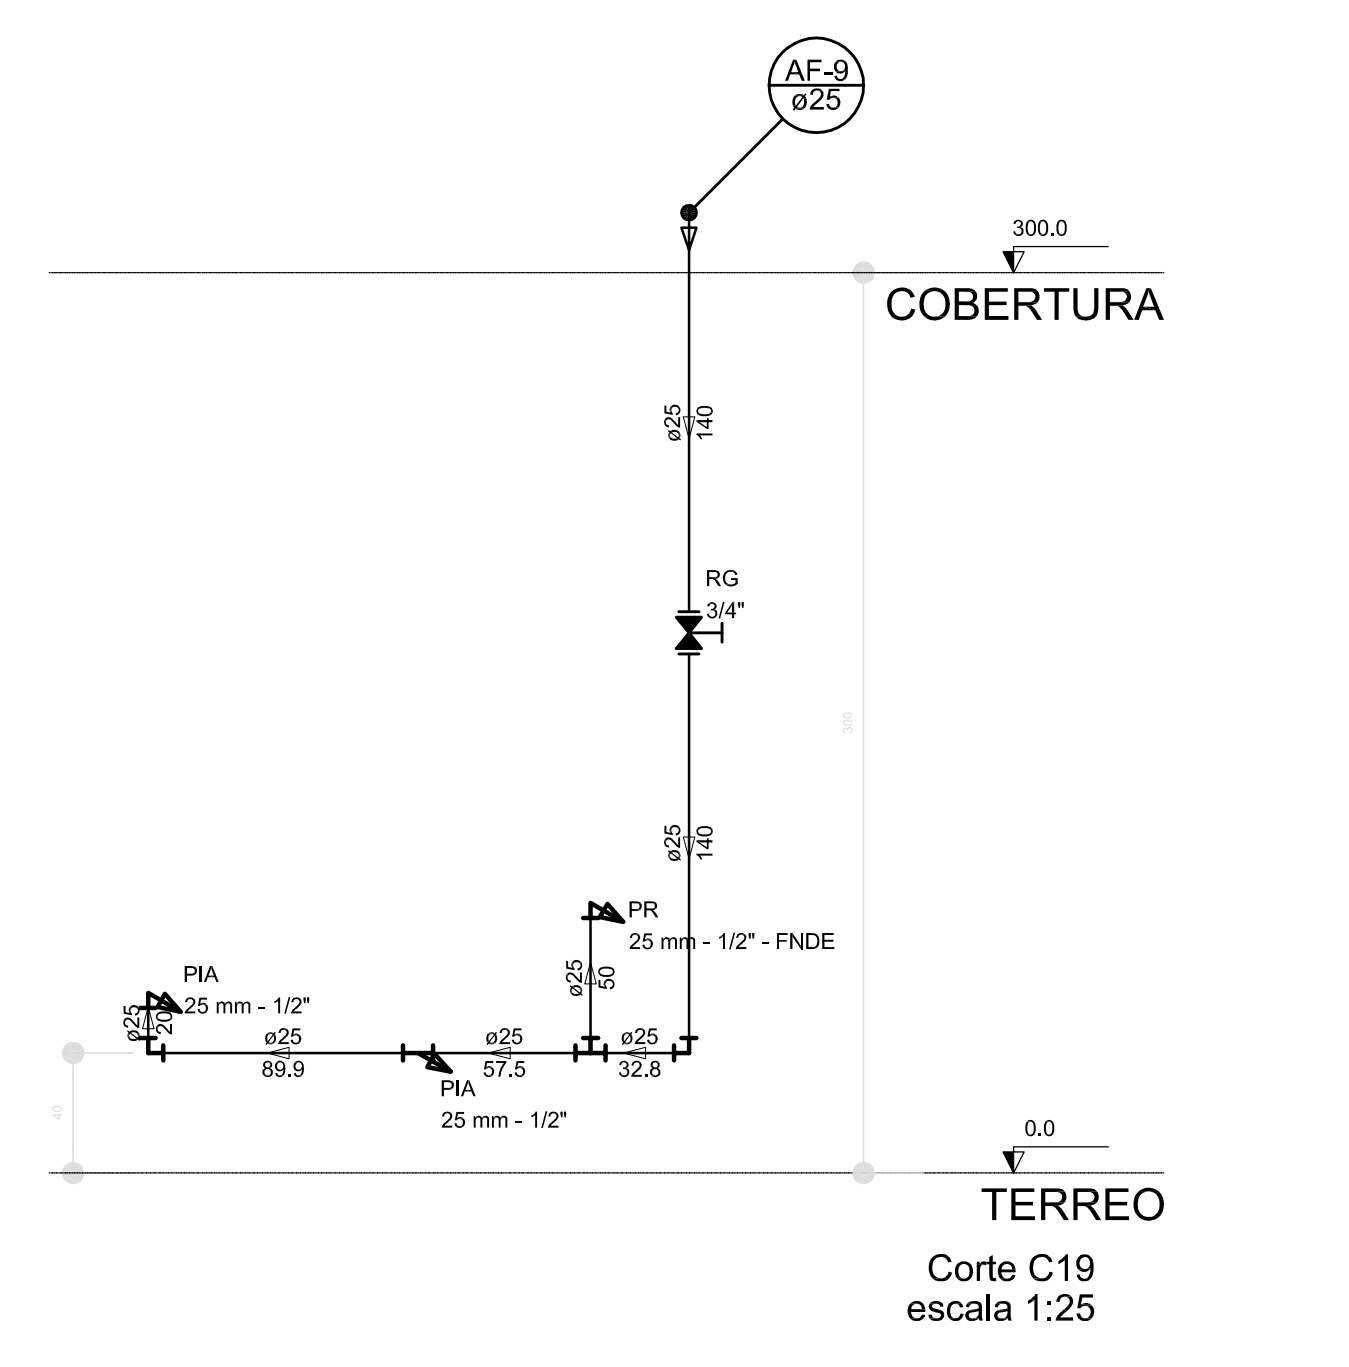 AF-9
ø25
300.0
COBERTURA
ø25
140
RG
3/4"
300
ø25
140
PR
25 mm - 1/2" - FNDE
ø25
50
PIA
25 mm - 1/2"
ø25
20
ø25
89.9
ø25
57.5
ø25
32.8
PIA
25 mm - 1/2"
40
0.0
TERREO
Corte C19
escala 1:25